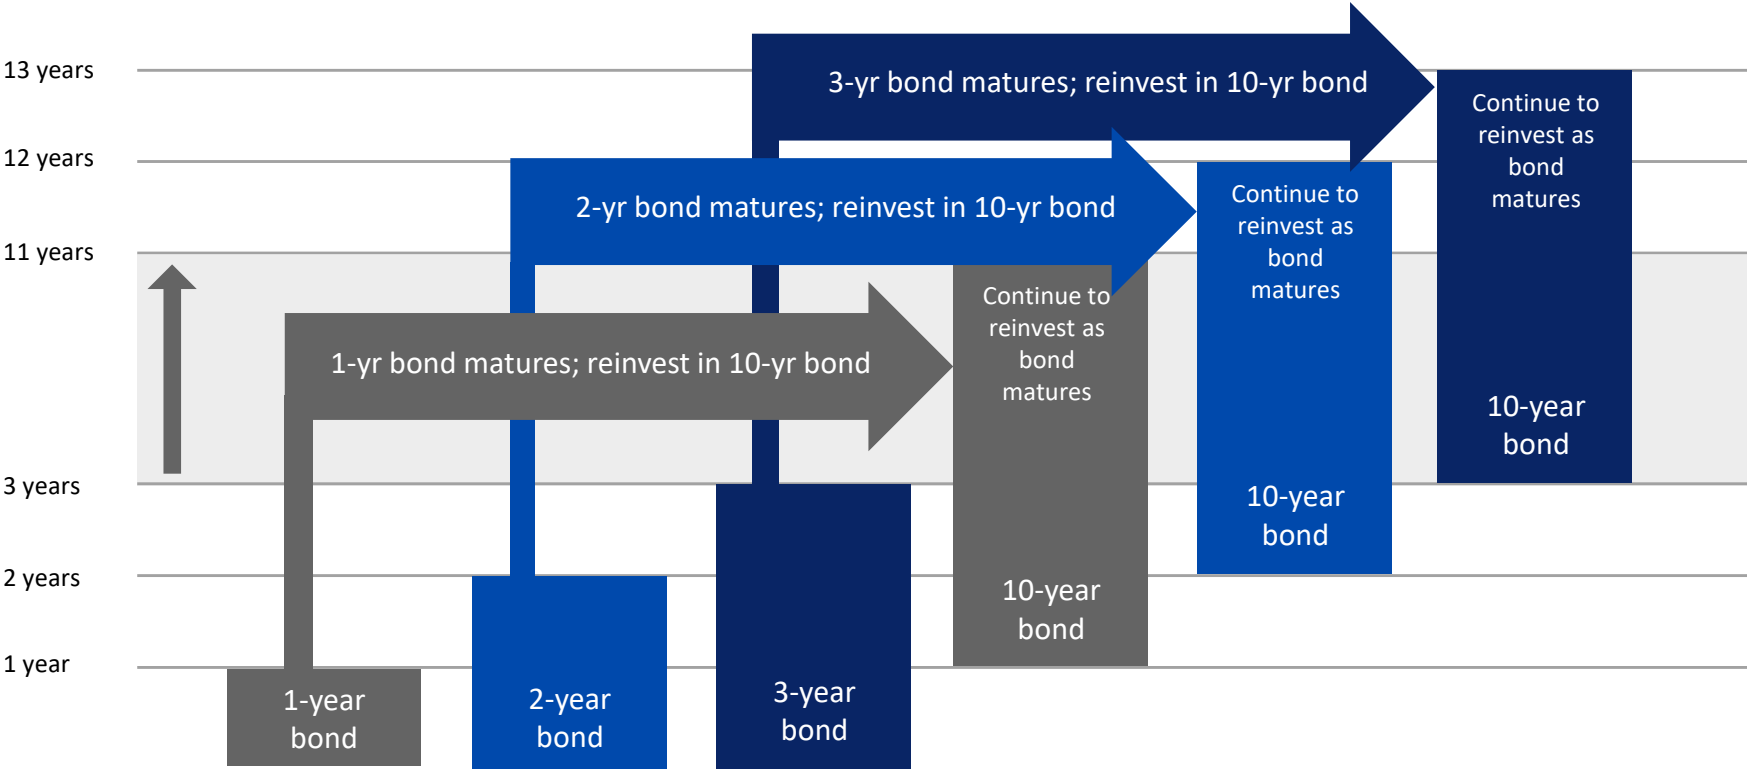 13 years
3-yr bond matures; reinvest in 10-yr bond
Continue to
reinvest as
bond
matures
12 years
2-yr bond matures; reinvest in 10-yr bond
Continue to
reinvest as
bond
matures
11 years
1-yr bond matures; reinvest in 10-yr bond
Continue to
reinvest as
bond
matures
10-year
bond
3 years
10-year
bond
2 years
10-year
bond
1 year
1-year
bond
2-year
bond
3-year
bond